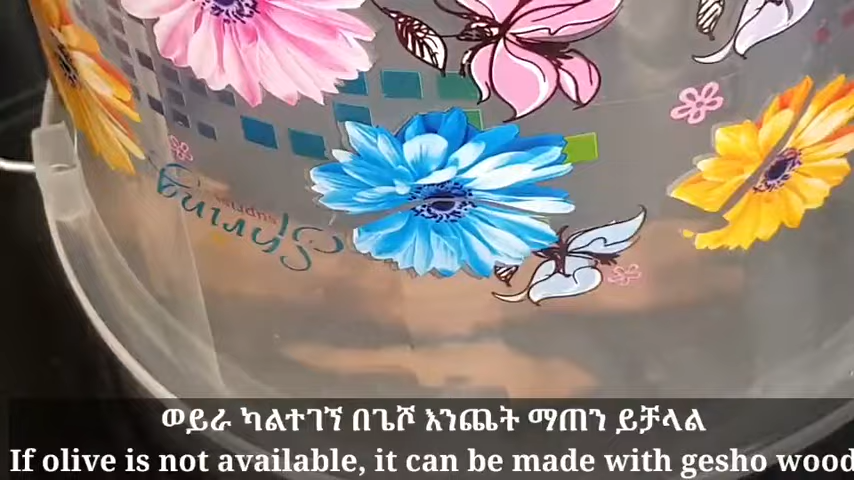 ወይራ ካልተገኘ በጌሾ እንጨት ማጠን ይቻላል
If olive is not available, it can be made with gesho wood